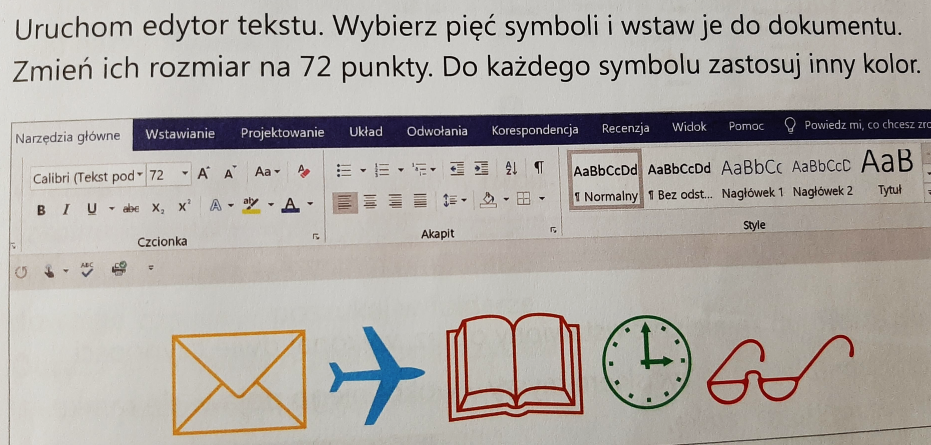 Uruchom edytor tekstu. Wybierz pięć symboli i wstaw je do dokumentu.
Zmień ich rozmiar na 72 punkty. Do każdego symbolu zastosuj inny kolor.
Narzędzia główne Wstawianie Projektowanie Układ Odwołania Korespondencja Recenzja Widok Pomoc Powiedz mi, co chcesz zro
Calibri (Tekst pod 72 A A Aa A
AaBbCcDd AaBbCcDd AaBbCc AaBbCcD AaB
¶ Normalny ¶ Bez odst... Nagłówek 1 Nagłówek 2 Tytuł
B I U abc X₂ X² A aby A
Czcionka Akapit Style
ABC